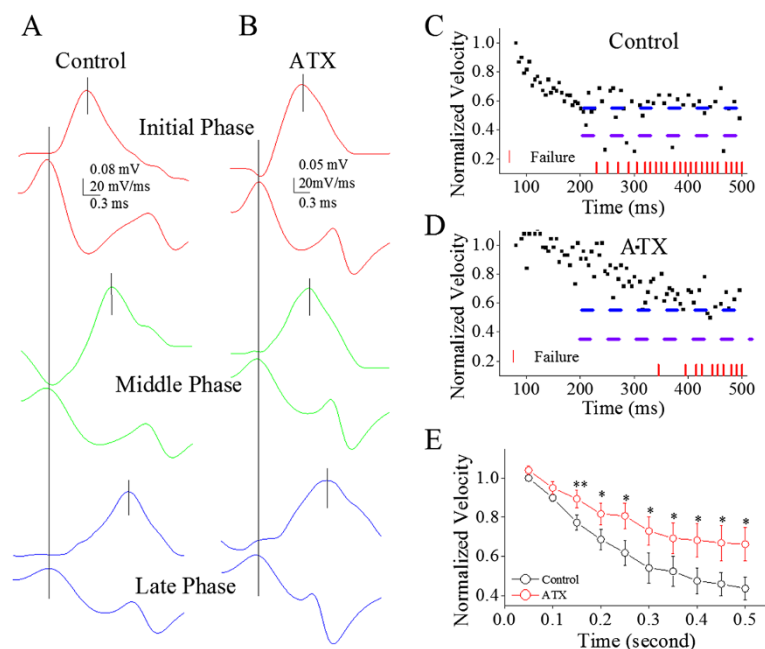 A
B
Control
ATX
Initial Phase
0.08 mV
20 mV/ms
0.3 ms
0.05 mV
20mV/ms
0.3 ms
Middle Phase
Late Phase
C
Control
Normalized Velocity
1.0
0.8
0.6
0.4
0.2
Failure
100
200
300
400
500
Time (ms)
D
ATX
Normalized Velocity
1.0
0.8
0.6
0.4
0.2
Failure
100
200
300
400
500
Time (ms)
E
Normalized Velocity
1.0
0.8
0.6
0.4
** * * * * * * *
Control
ATX
0.0
0.1
0.2
0.3
0.4
0.5
Time (second)